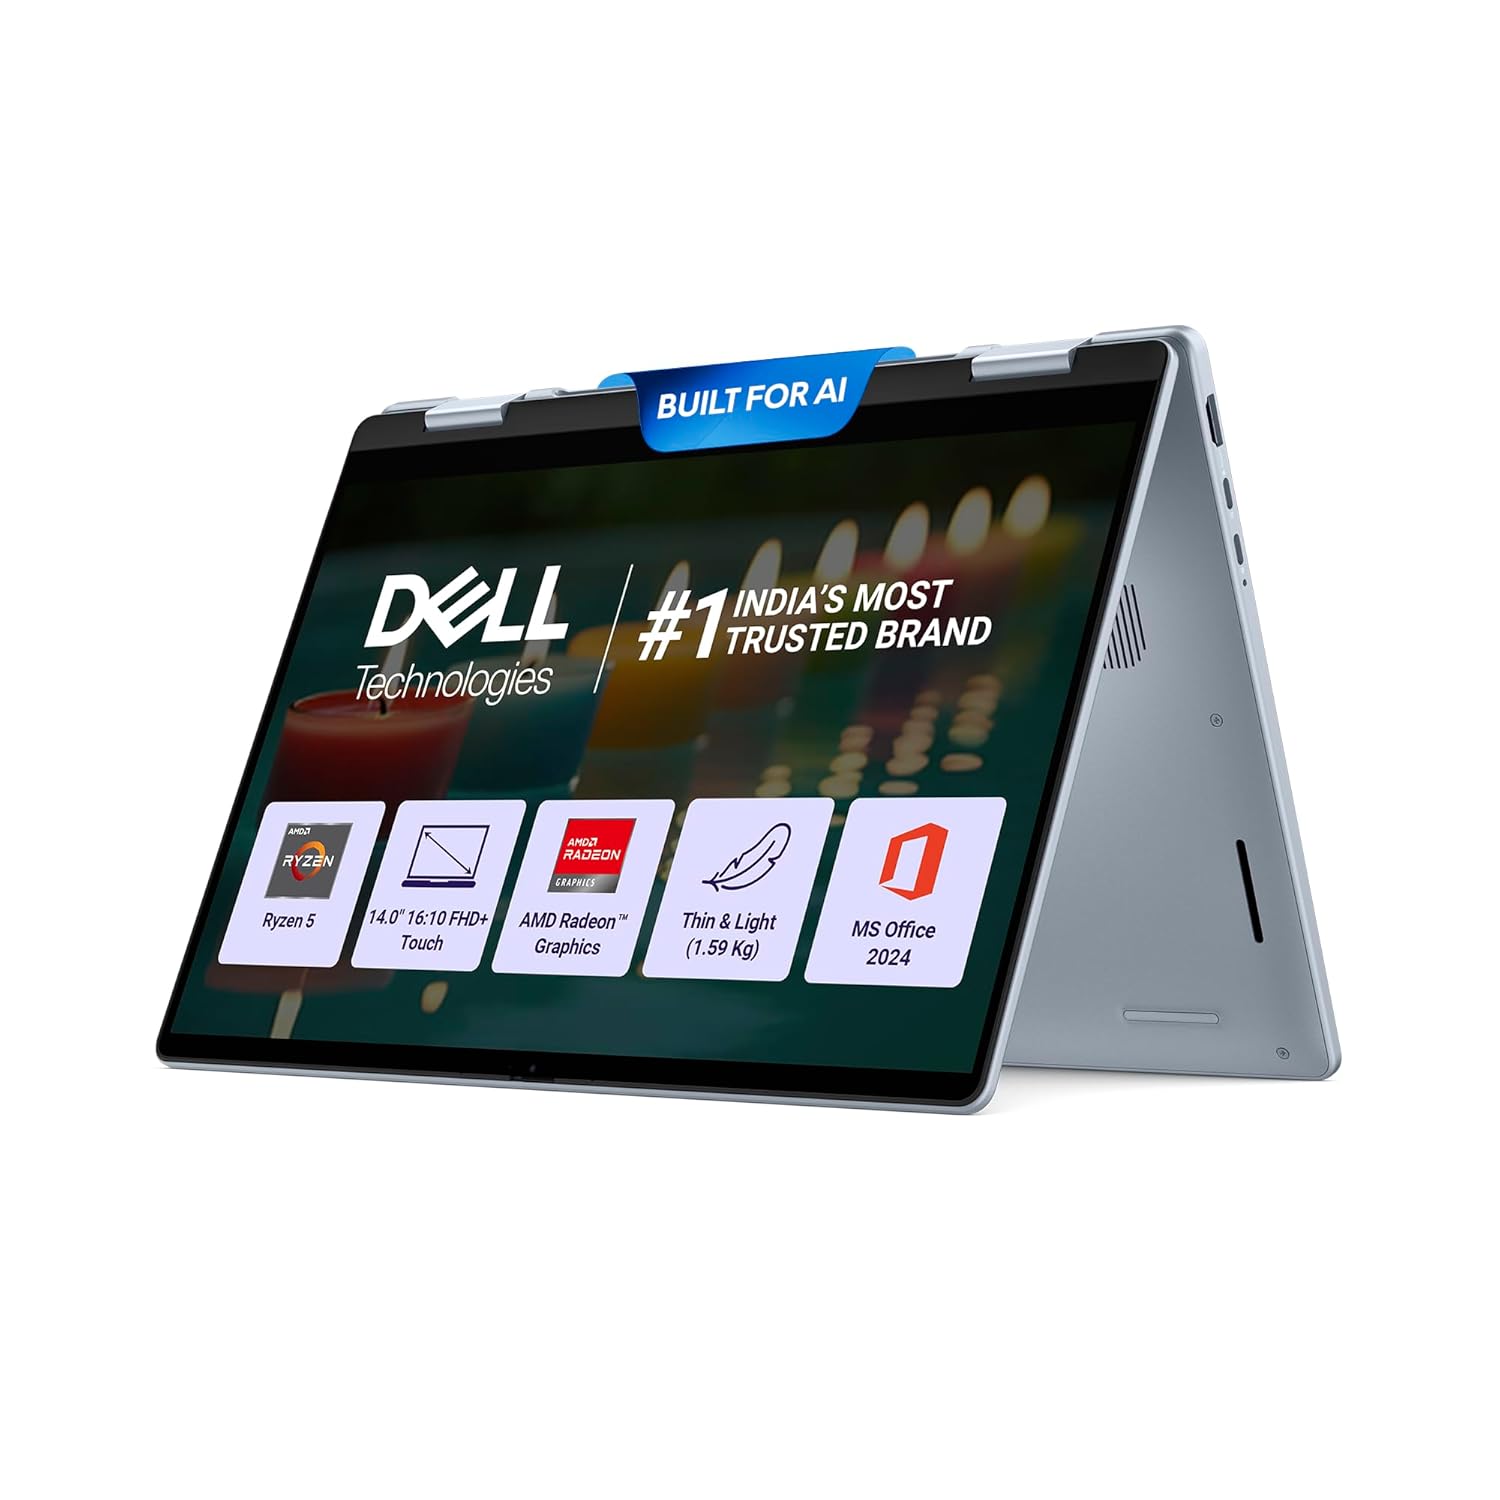 BUILT FOR AI
DELL
Technologies
#1 INDIA'S MOST
TRUSTED BRAND
AMD
RYZEN
Ryzen 5
14.0" 16:10 FHD+
Touch
AMD
RADEON
GRAPHICS
AMD Radeon™
Graphics
Thin & Light
(1.59 Kg)
MS Office
2024